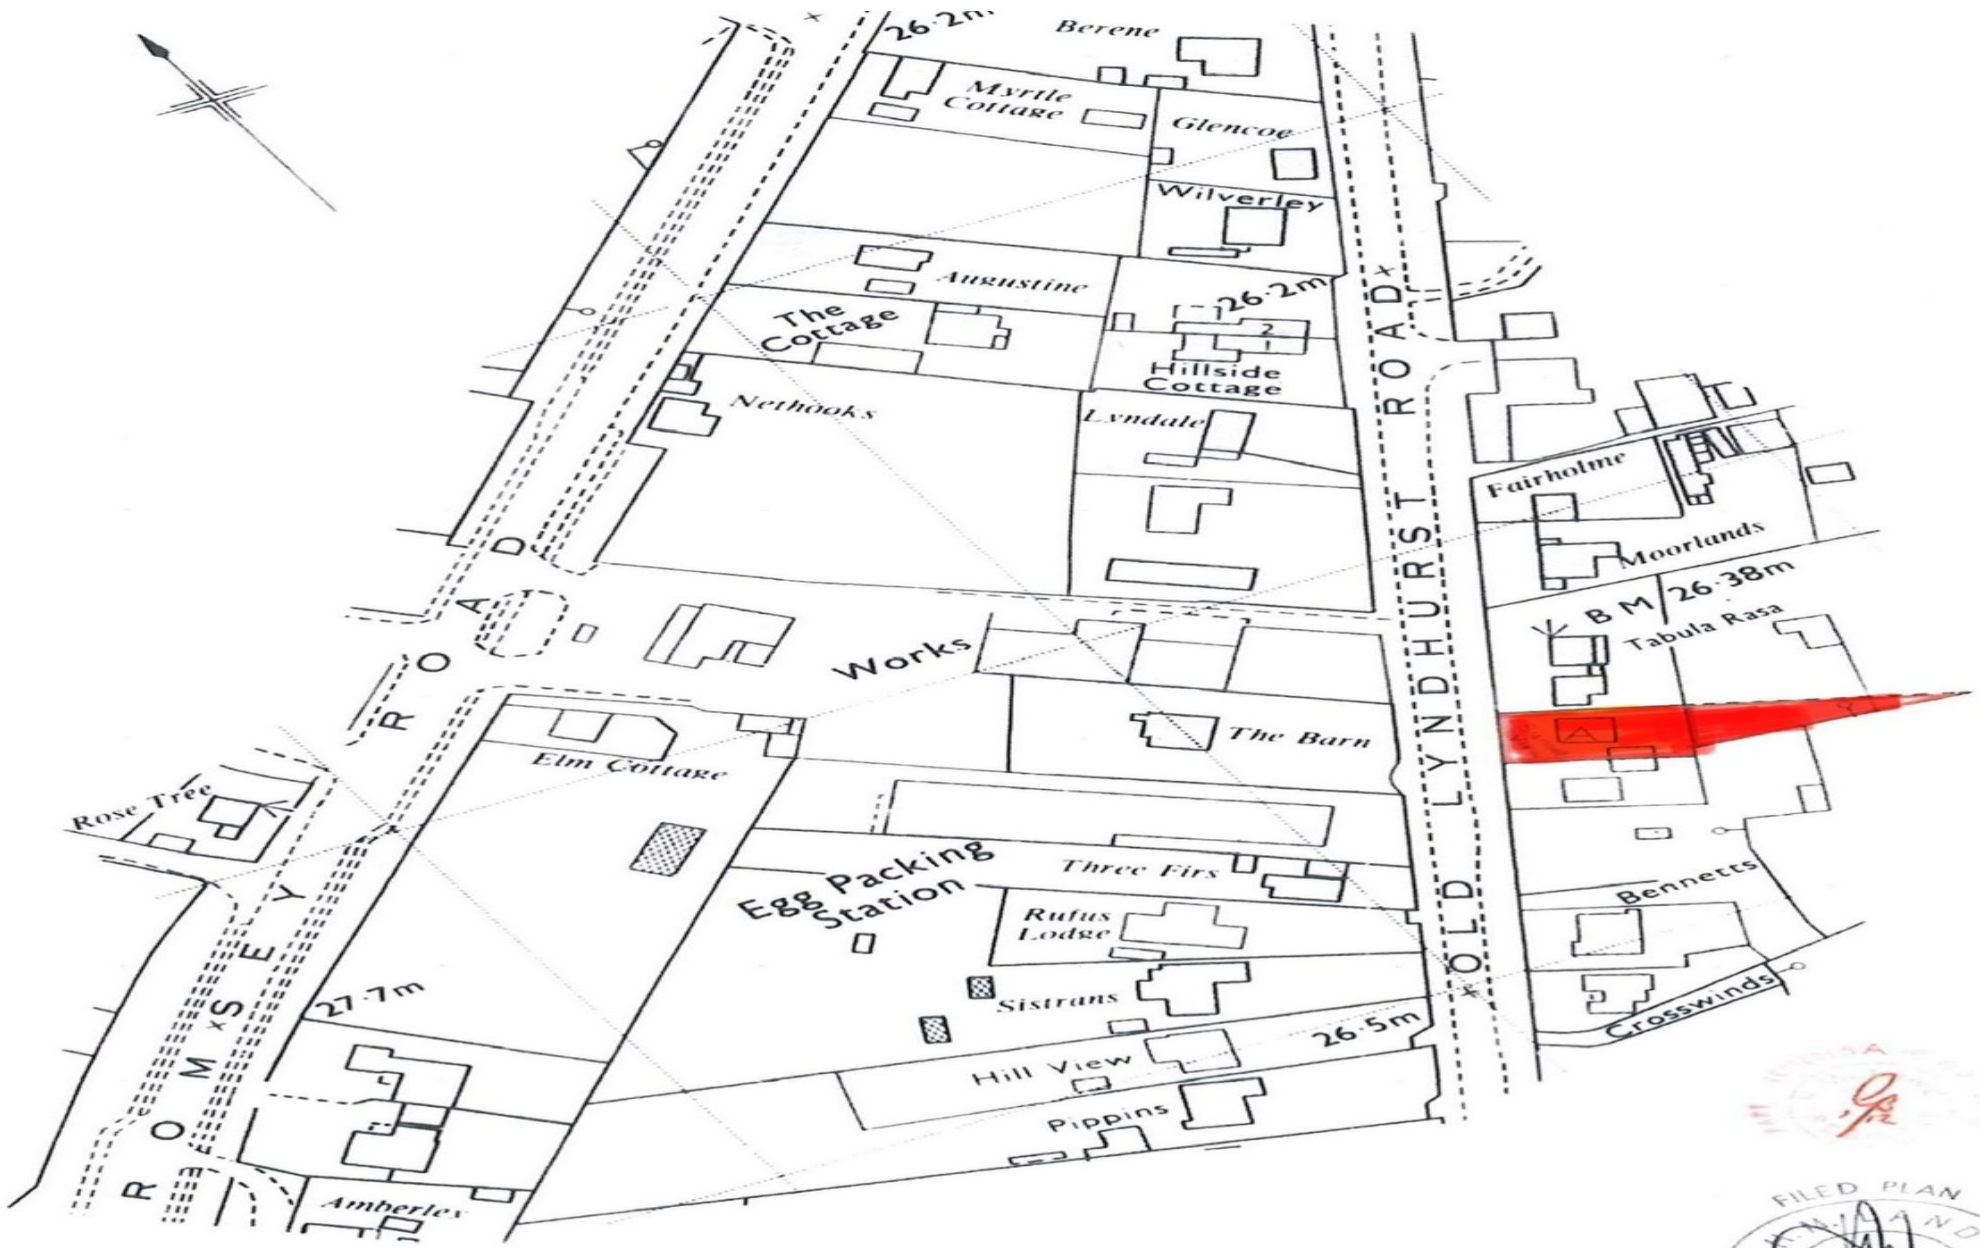 26·2m
Berene
Myrtle
Cottage
Glencoe
Wilverley
Augustine
26·2m
The
Cottage
2
1
Hillside
Cottage
Nethooks
Lyndale
Fairholme
Moorlands
B M 26·38m
Tabula Rasa
Works
A
The Barn
Elm Cottage
Rose Tree
Egg Packing
Station
Three Firs
Rufus
Lodge
Bennetts
Sistrans
Crosswinds
27·7m
Hill View
26·5m
Pippins
Amberley
ROMSEY ROAD
OLD LYNDHURST ROAD
FILED PLAN